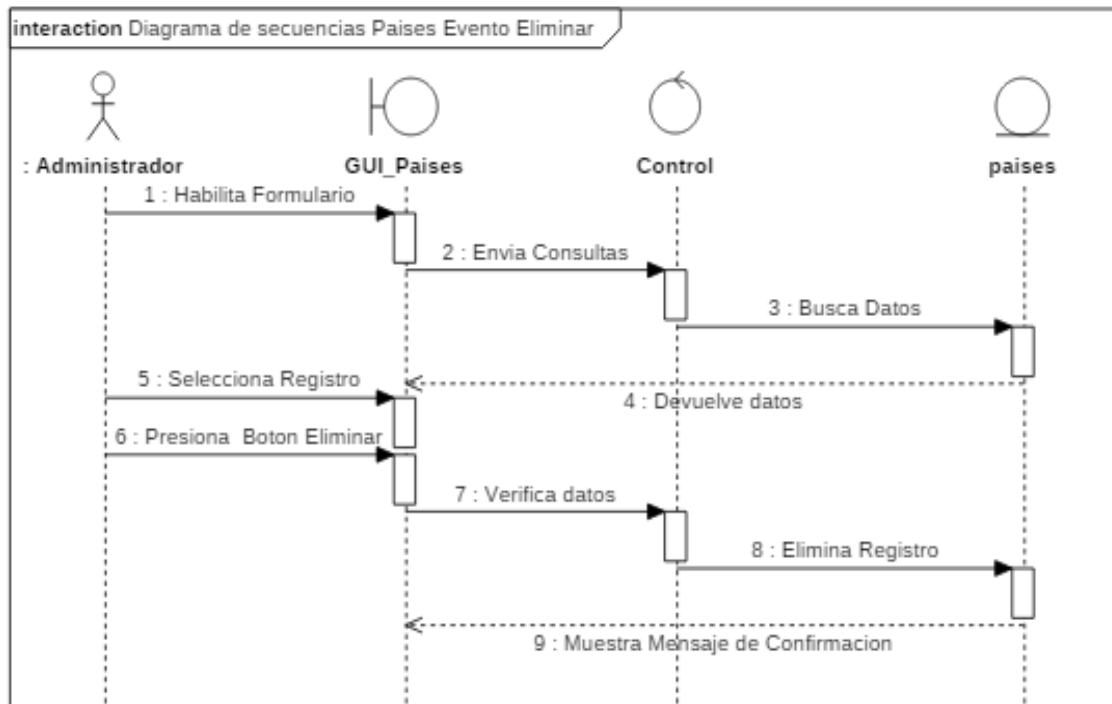 interaction Diagrama de secuencias Paises Evento Eliminar
: Administrador
GUI_Paises
Control
paises
1 : Habilita Formulario
2 : Envia Consultas
3 : Busca Datos
5 : Selecciona Registro
4 : Devuelve datos
6 : Presiona  Boton Eliminar
7 : Verifica datos
8 : Elimina Registro
9 : Muestra Mensaje de Confirmacion